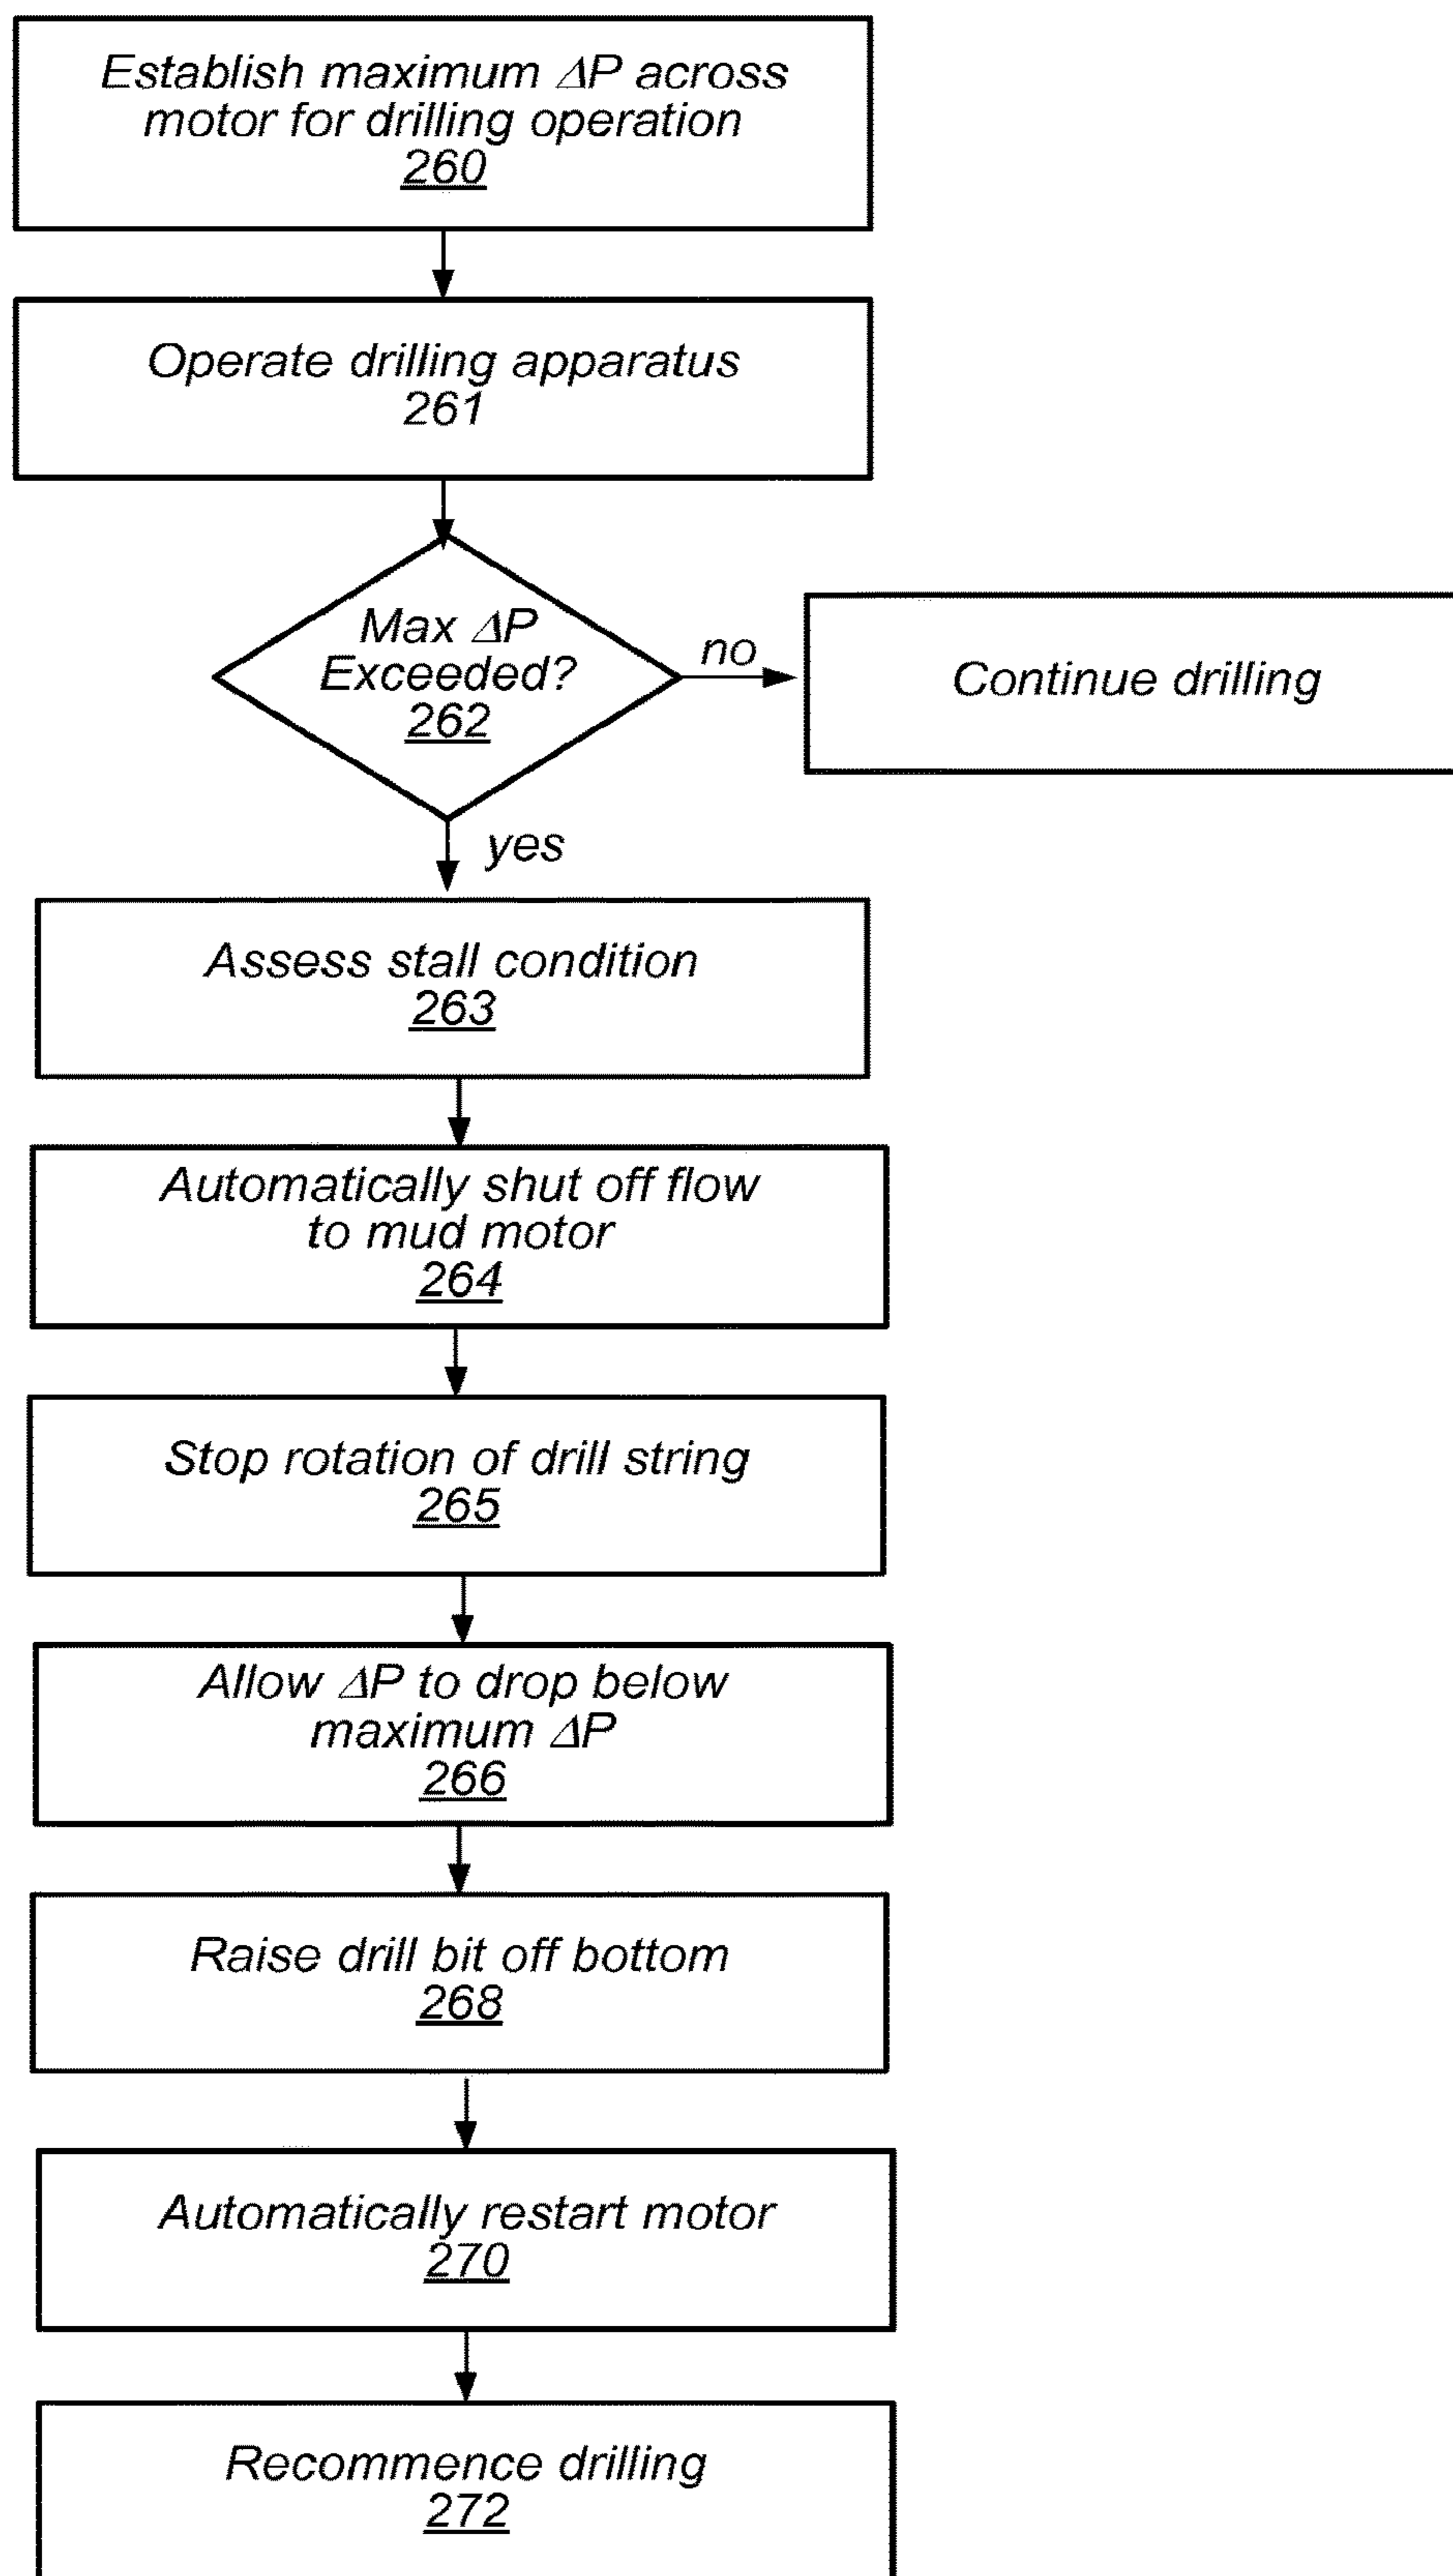 Establish maximum ΔP across
motor for drilling operation
260
Operate drilling apparatus
261
Max ΔP
Exceeded?
262
no
Continue drilling
yes
Assess stall condition
263
Automatically shut off flow
to mud motor
264
Stop rotation of drill string
265
Allow ΔP to drop below
maximum ΔP
266
Raise drill bit off bottom
268
Automatically restart motor
270
Recommence drilling
272